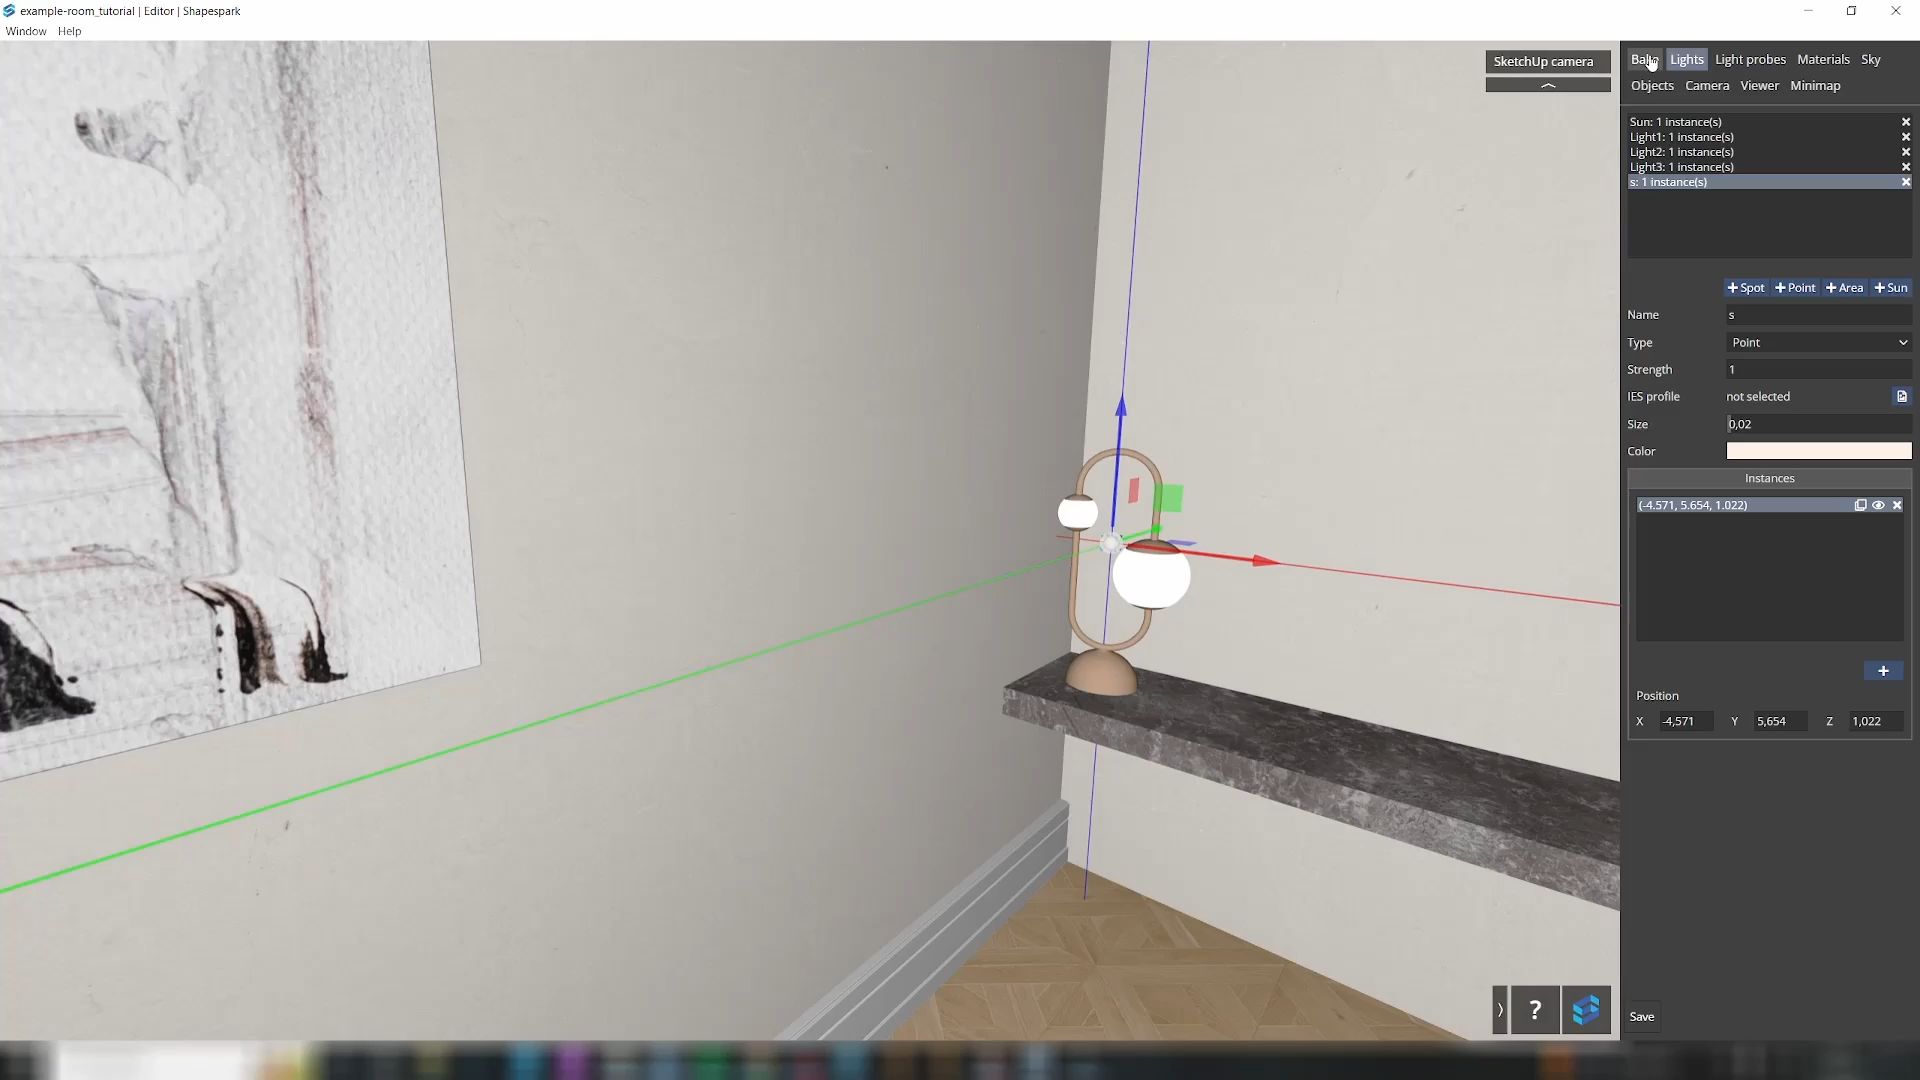 example-room_tutorial | Editor | Shapespark
Window Help
SketchUp camera
Bake Lights Light probes Materials Sky
Objects Camera Viewer Minimap
Sun: 1 instance(s)
Light1: 1 instance(s)
Light2: 1 instance(s)
Light3: 1 instance(s)
s: 1 instance(s)
+ Spot + Point + Area + Sun
Name s
Type Point
Strength 1
IES profile not selected
Size 0,02
Color
Instances
(-4.571, 5.654, 1.022)
+
Position
X -4,571 Y 5,654 Z 1,022
?
Save